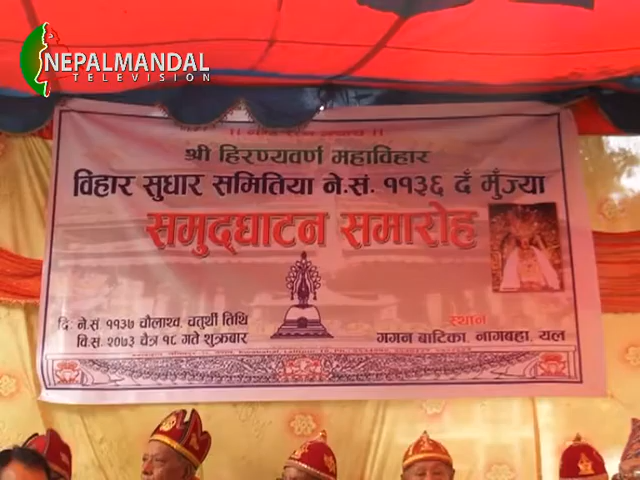 NEPALMANDAL
TELEVISION
श्री हिरण्यवर्ण महाविहार
विहार सुधार समितिया ने.सं. ११३६ दँ मुँज्या
समुद्घाटन समारोह
दि: ने.सं ११३७ चौलाथ्व, चतुर्थी तिथि
वि.सं. २०७३ चैत्र १८ गते शुक्रबार
स्थान
गगन बाटिका, नागबहा, यल